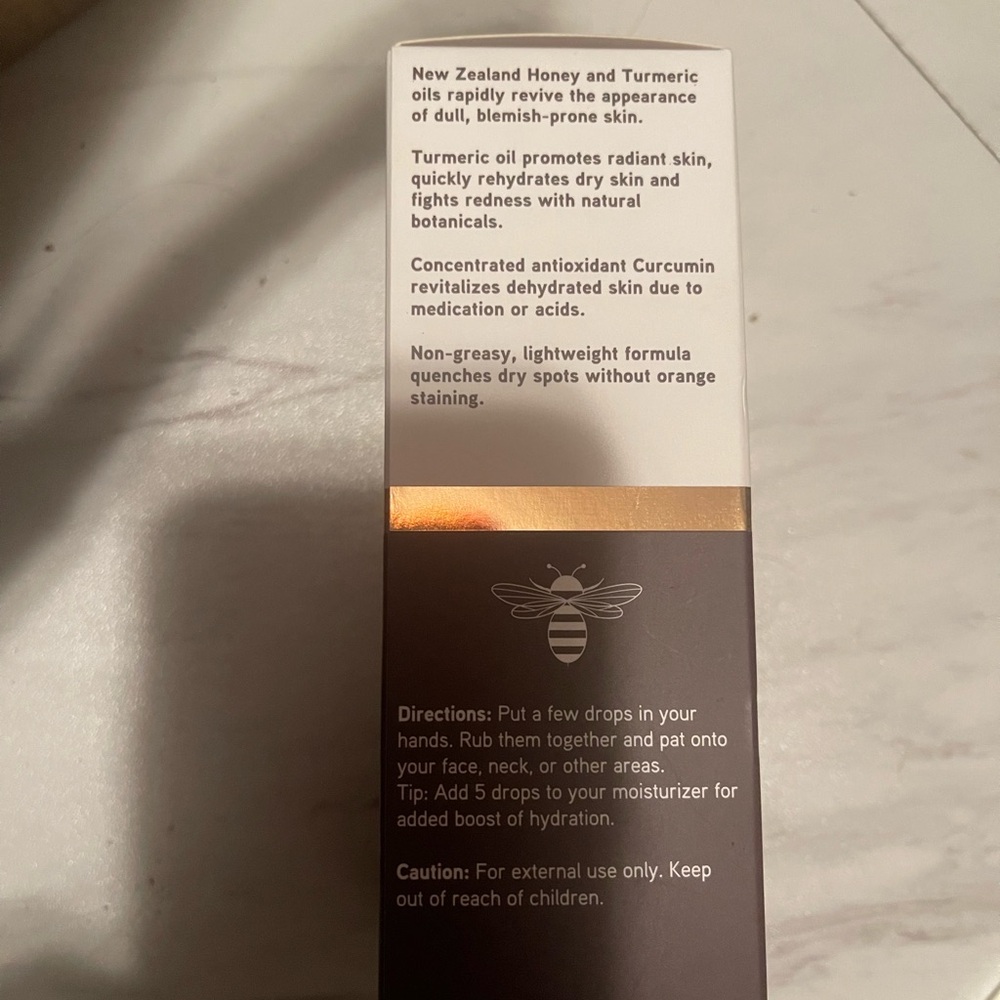 New Zealand Honey and Turmeric
oils rapidly revive the appearance
of dull, blemish-prone skin.
Turmeric oil promotes radiant skin,
quickly rehydrates dry skin and
fights redness with natural
botanicals.
Concentrated antioxidant Curcumin
revitalizes dehydrated skin due to
medication or acids.
Non-greasy, lightweight formula
quenches dry spots without orange
staining.
Directions: Put a few drops in your
hands. Rub them together and pat onto
your face, neck, or other areas.
Tip: Add 5 drops to your moisturizer for
added boost of hydration.
Caution: For external use only. Keep
out of reach of children.